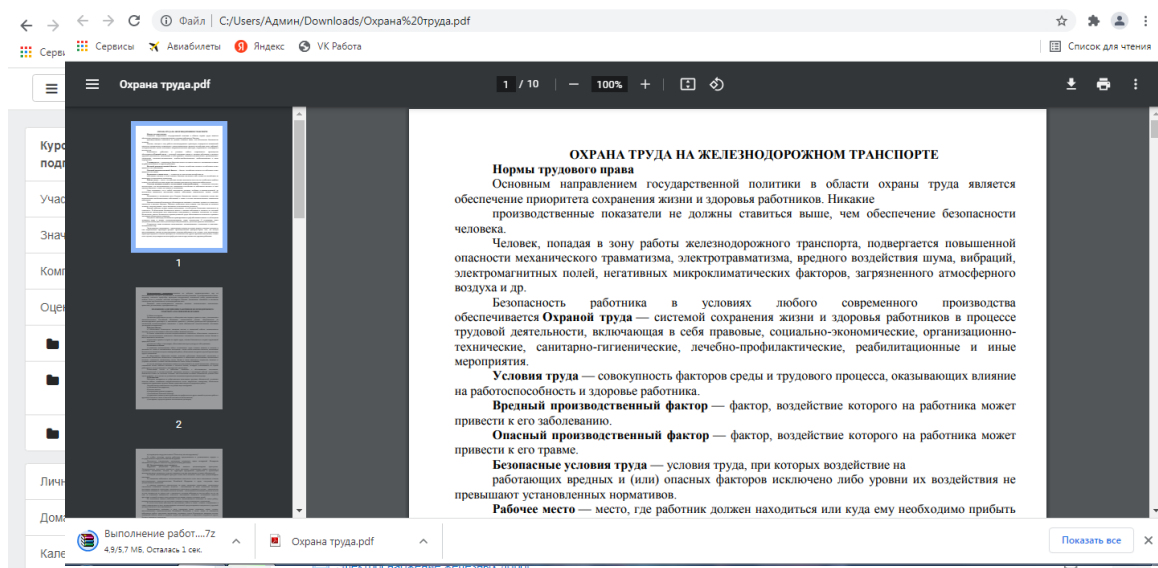 Файл | C:/Users/Админ/Downloads/Охрана%20труда.pdf
Сервисы Авиабилеты Яндекс VK Работа Список для чтения
Охрана труда.pdf 1 / 10 100%
ОХРАНА ТРУДА НА ЖЕЛЕЗНОДОРОЖНОМ ТРАНСПОРТЕ
Нормы трудового права
Основным направлением государственной политики в области охраны труда является
обеспечение приоритета сохранения жизни и здоровья работников. Никакие
производственные показатели не должны ставиться выше, чем обеспечение безопасности
человека.
Человек, попадая в зону работы железнодорожного транспорта, подвергается повышенной
опасности механического травматизма, электротравматизма, вредного воздействия шума, вибраций,
электромагнитных полей, негативных микроклиматических факторов, загрязненного атмосферного
воздуха и др.
Безопасность работника в условиях любого современного производства
обеспечивается Охраной труда — системой сохранения жизни и здоровья работников в процессе
трудовой деятельности, включающая в себя правовые, социально-экономические, организационно-
технические, санитарно-гигиенические, лечебно-профилактические, реабилитационные и иные
мероприятия.
Условия труда — совокупность факторов среды и трудового процесса, оказывающих влияние
на работоспособность и здоровье работника.
Вредный производственный фактор — фактор, воздействие которого на работника может
привести к его заболеванию.
Опасный производственный фактор — фактор, воздействие которого на работника может
привести к его травме.
Безопасные условия труда — условия труда, при которых воздействие на
работающих вредных и (или) опасных факторов исключено либо уровни их воздействия не
превышают установленных нормативов.
Рабочее место — место, где работник должен находиться или куда ему необходимо прибыть
1
2
Выполнение работ....7z
4,9/5,7 МБ, Осталась 1 сек.
Охрана труда.pdf
Показать все